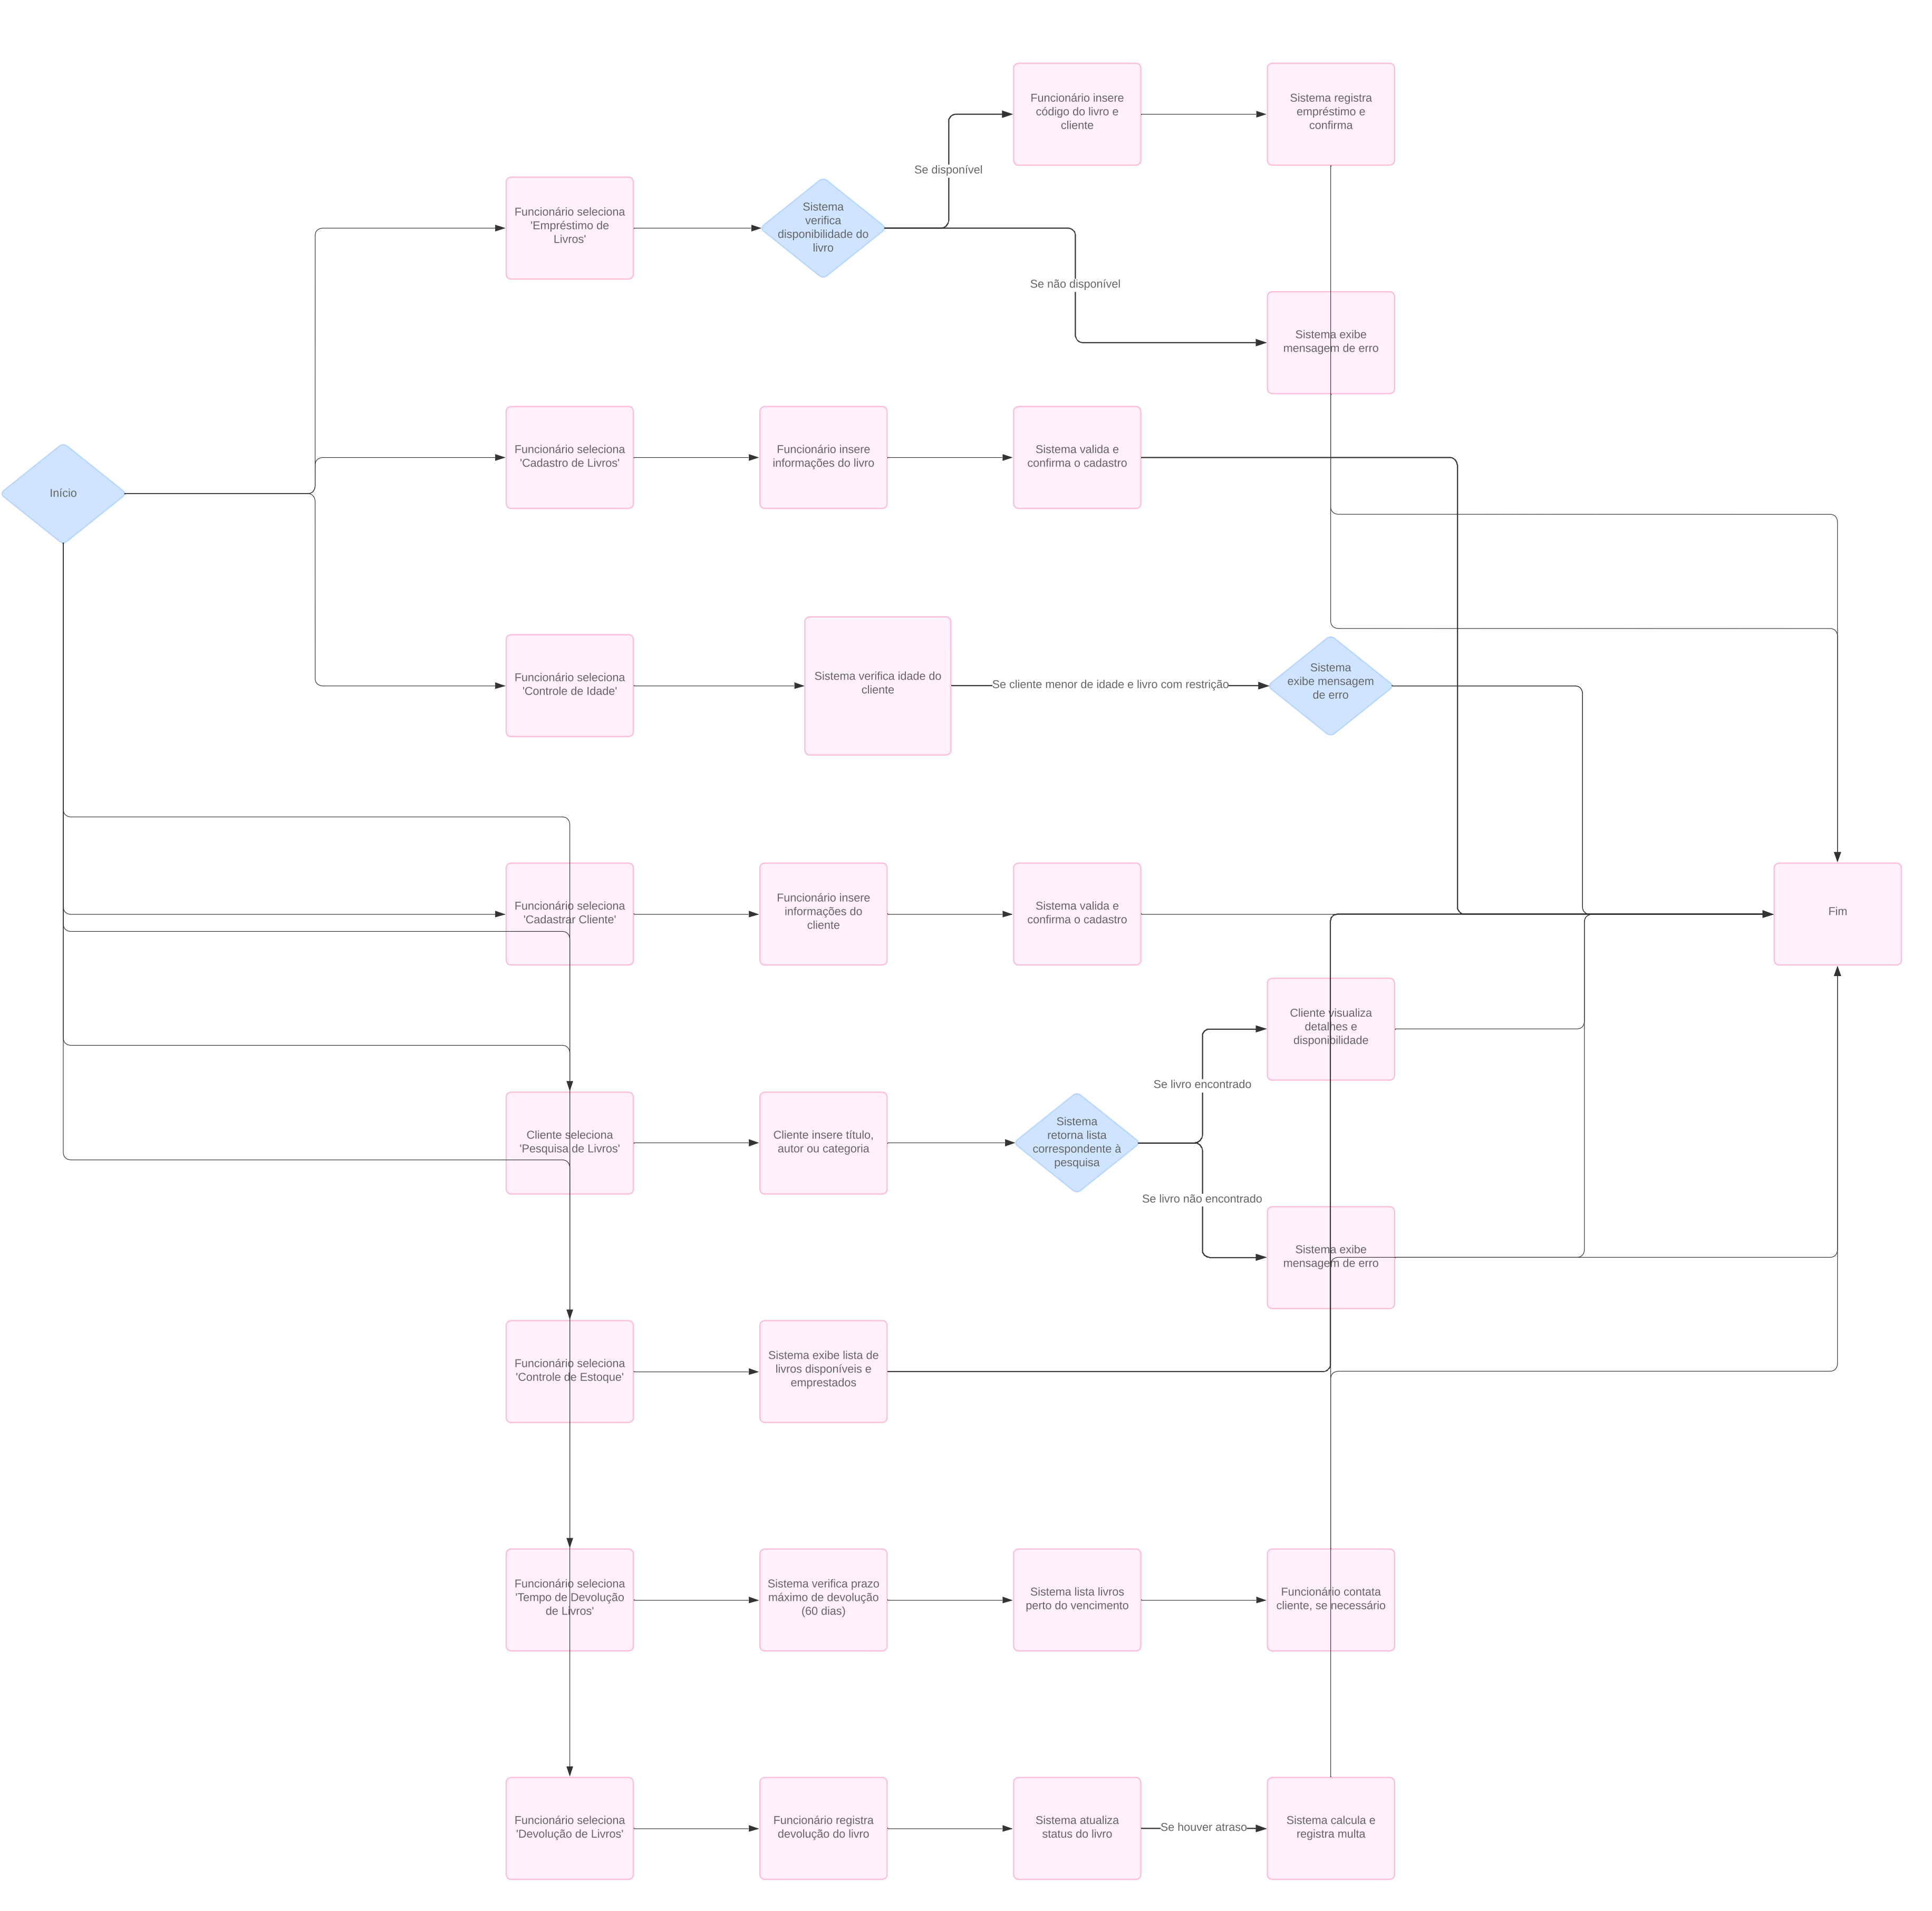 Funcionário insere
código do livro e
cliente
Sistema registra
empréstimo e
confirma
Se disponível
Funcionário seleciona
'Empréstimo de
Livros'
Sistema
verifica
disponibilidade do
livro
Se não disponível
Sistema exibe
mensagem de erro
Início
Funcionário seleciona
'Cadastro de Livros'
Funcionário insere
informações do livro
Sistema valida e
confirma o cadastro
Funcionário seleciona
'Controle de Idade'
Sistema verifica idade do
cliente
Se cliente menor de idade e livro com restrição
Sistema
exibe mensagem
de erro
Funcionário seleciona
'Cadastrar Cliente'
Funcionário insere
informações do
cliente
Sistema valida e
confirma o cadastro
Fim
Cliente visualiza
detalhes e
disponibilidade
Se livro encontrado
Cliente seleciona
'Pesquisa de Livros'
Cliente insere título,
autor ou categoria
Sistema
retorna lista
correspondente à
pesquisa
Se livro não encontrado
Sistema exibe
mensagem de erro
Funcionário seleciona
'Controle de Estoque'
Sistema exibe lista de
livros disponíveis e
emprestados
Funcionário seleciona
'Tempo de Devolução
de Livros'
Sistema verifica prazo
máximo de devolução
(60 dias)
Sistema lista livros
perto do vencimento
Funcionário contata
cliente, se necessário
Funcionário seleciona
'Devolução de Livros'
Funcionário registra
devolução do livro
Sistema atualiza
status do livro
Se houver atraso
Sistema calcula e
registra multa